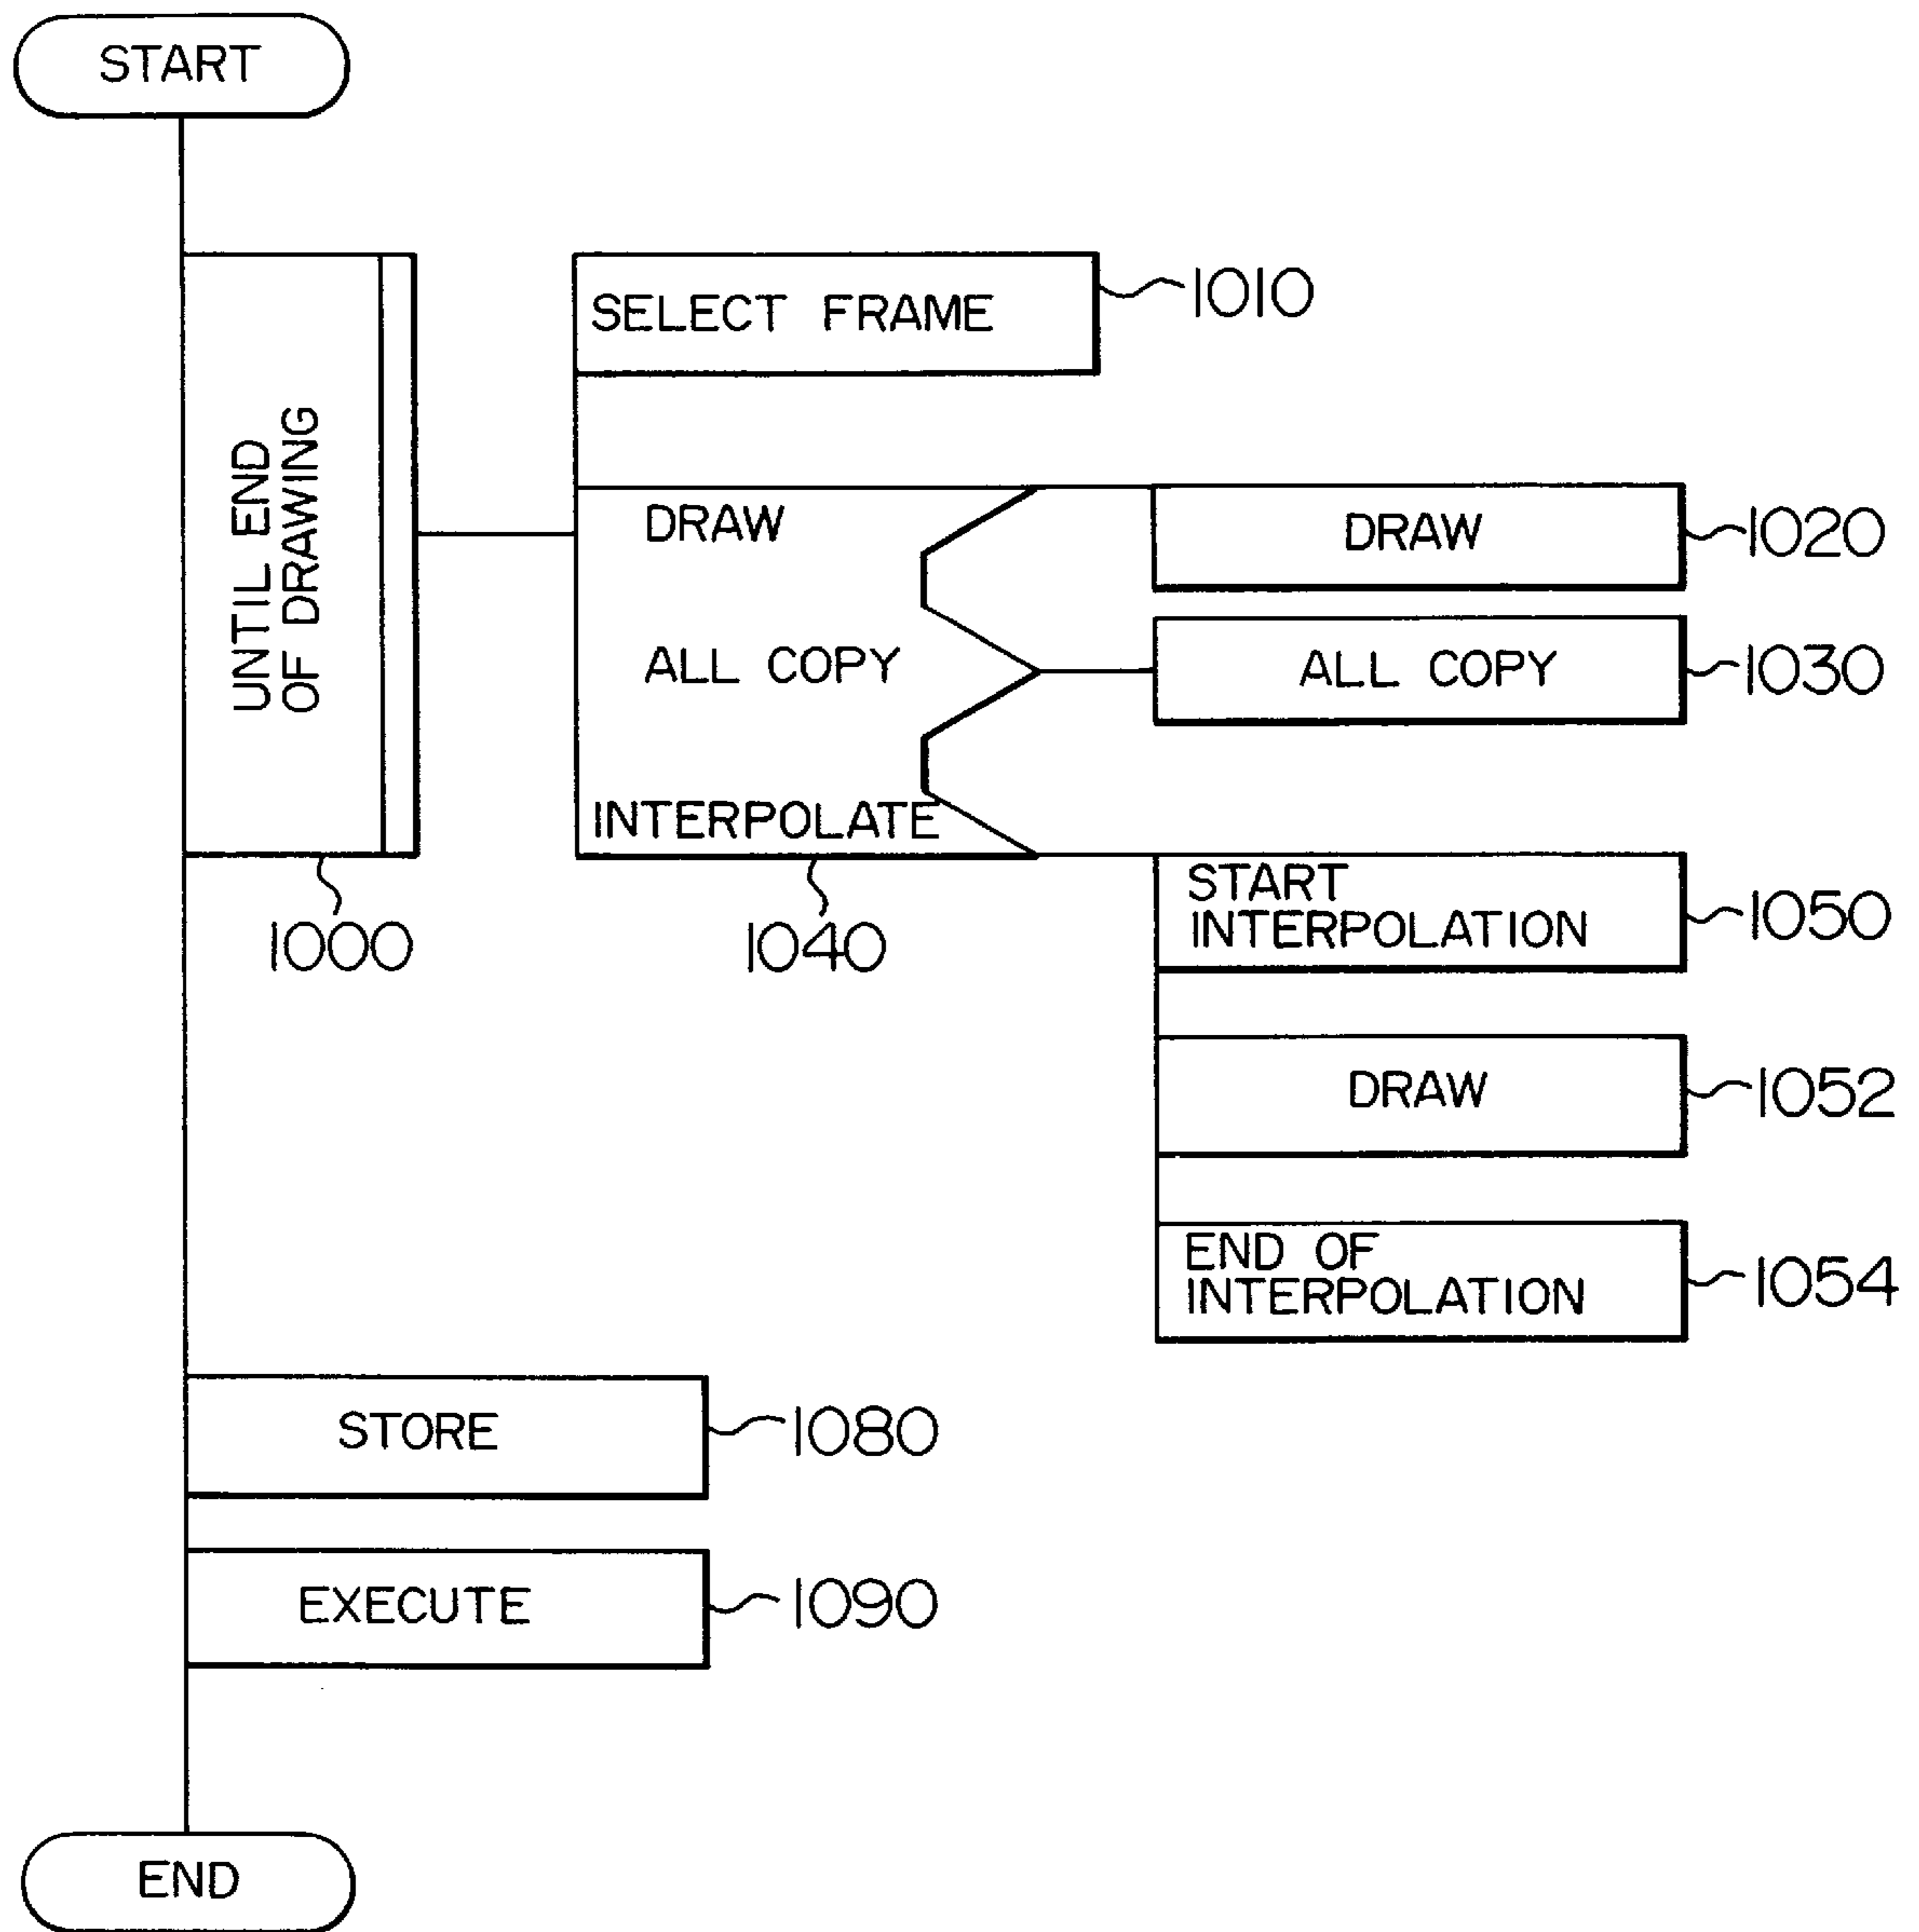 START
UNTIL END
OF DRAWING
1000
SELECT FRAME
1010
DRAW
ALL COPY
INTERPOLATE
1040
DRAW
1020
ALL COPY
1030
START
INTERPOLATION
1050
DRAW
1052
END OF
INTERPOLATION
1054
STORE
1080
EXECUTE
1090
END